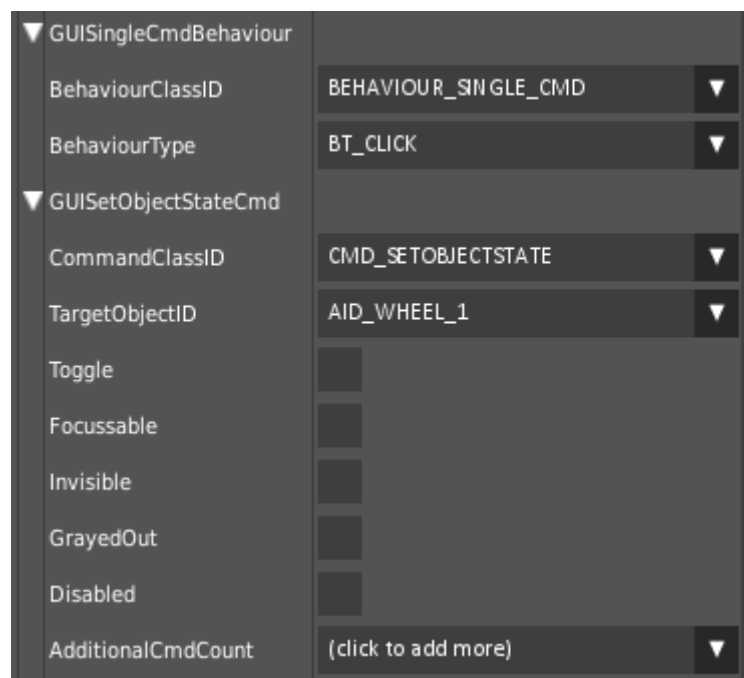 GUISingleCmdBehaviour
BehaviourClassID BEHAVIOUR_SINGLE_CMD
BehaviourType BT_CLICK
GUISetObjectStateCmd
CommandClassID CMD_SETOBJECTSTATE
TargetObjectID AID_WHEEL_1
Toggle
Focussable
Invisible
GrayedOut
Disabled
AdditionalCmdCount (click to add more)